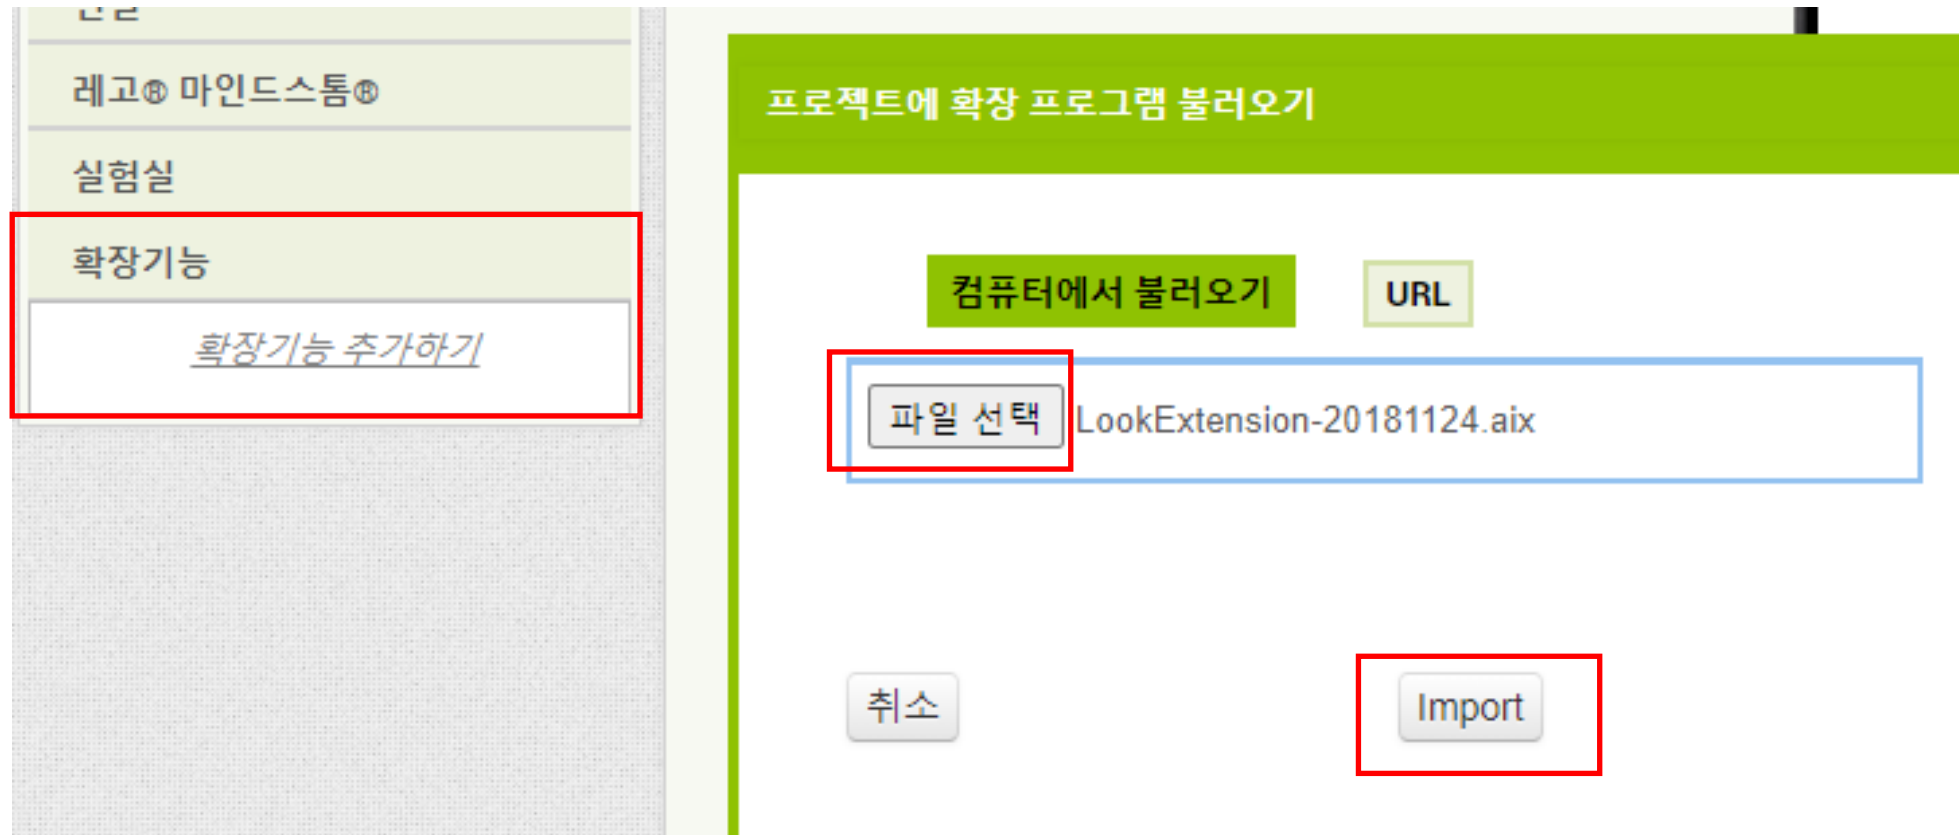 레고® 마인드스톰®
실험실
확장기능
확장기능 추가하기
프로젝트에 확장 프로그램 불러오기
컴퓨터에서 불러오기 URL
파일 선택 LookExtension-20181124.aix
취소 Import